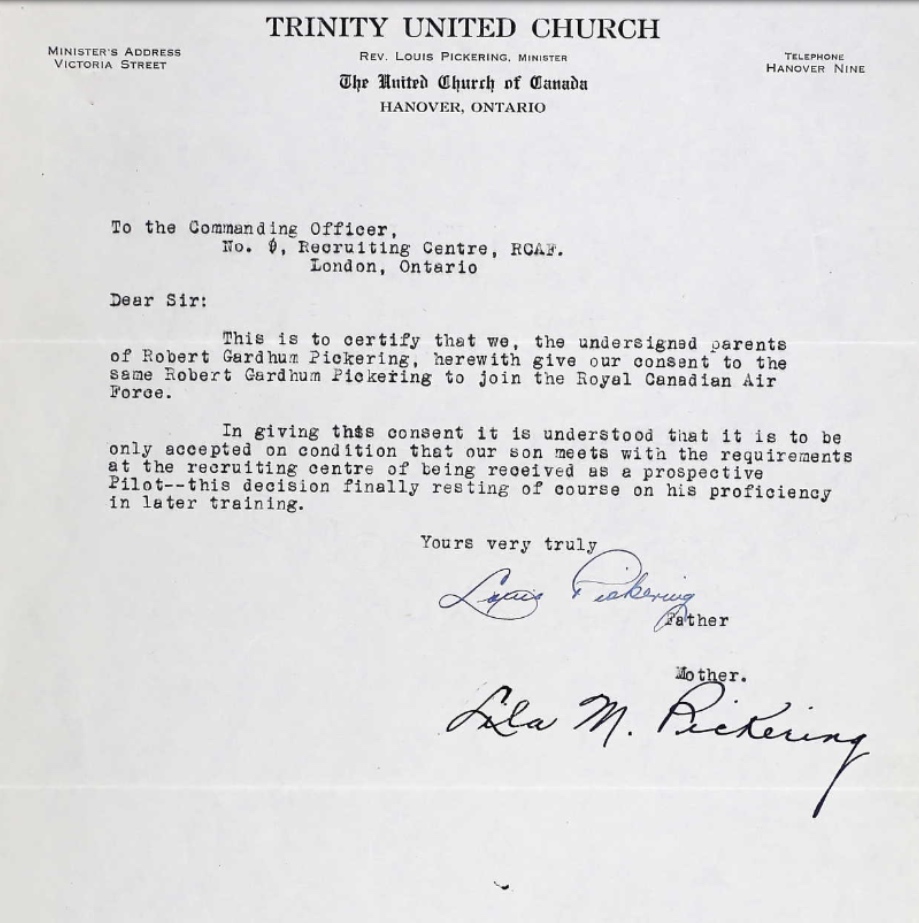 TRINITY UNITED CHURCH
MINISTER'S ADDRESS
VICTORIA STREET
REV. LOUIS PICKERING, MINISTER
TELEPHONE
HANOVER NINE
The United Church of Canada
HANOVER, ONTARIO
To the Commanding Officer,
No. , Recruiting Centre, RCAF.
London, Ontario
Dear Sir:
This is to certify that we, the undersigned parents
of Robert Gardhum Pickering, herewith give our consent to the
same Robert Gardhum Pickering to join the Royal Canadian Air
Force.
In giving this consent it is understood that it is to be
only accepted on condition that our son meets with the requirements
at the recruiting centre of being received as a prospective
Pilot--this decision finally resting of course on his proficiency
in later training.
Yours very truly
Louis Pickering
Father
Mother.
Lila M. Pickering